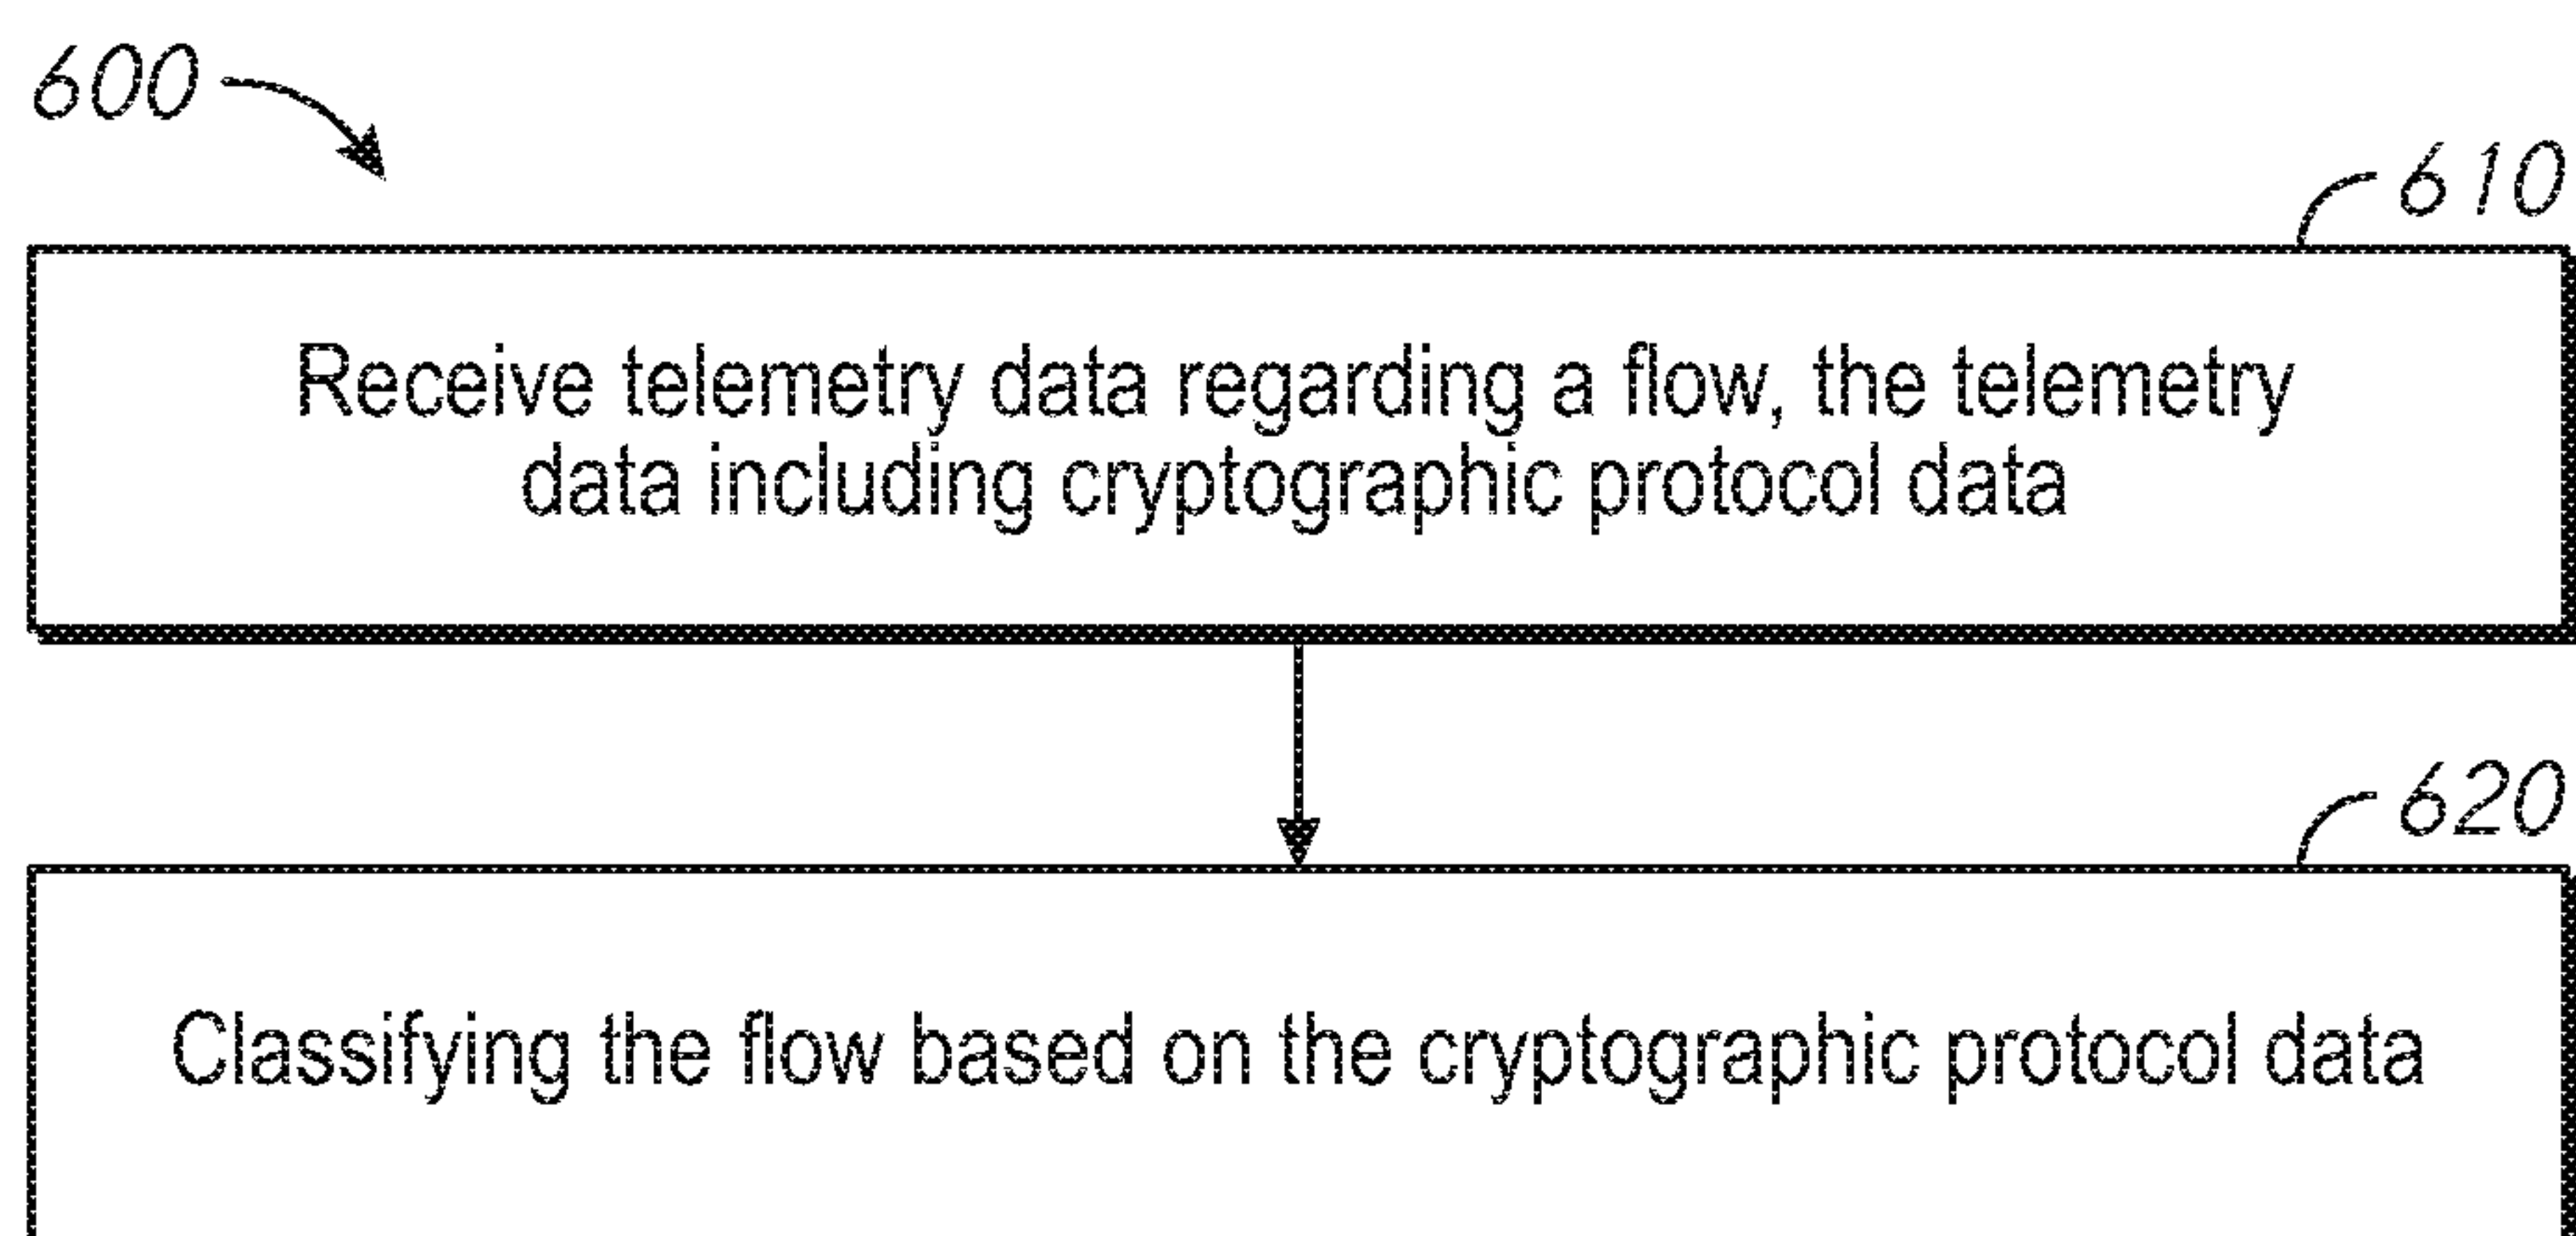 600
610
Receive telemetry data regarding a flow, the telemetry
data including cryptographic protocol data
620
Classifying the flow based on the cryptographic protocol data